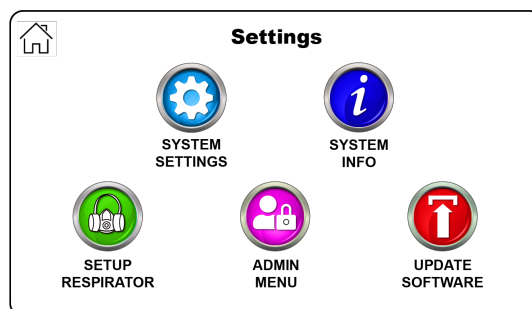 Settings
SYSTEM
SETTINGS
SYSTEM
INFO
SETUP
RESPIRATOR
ADMIN
MENU
UPDATE
SOFTWARE